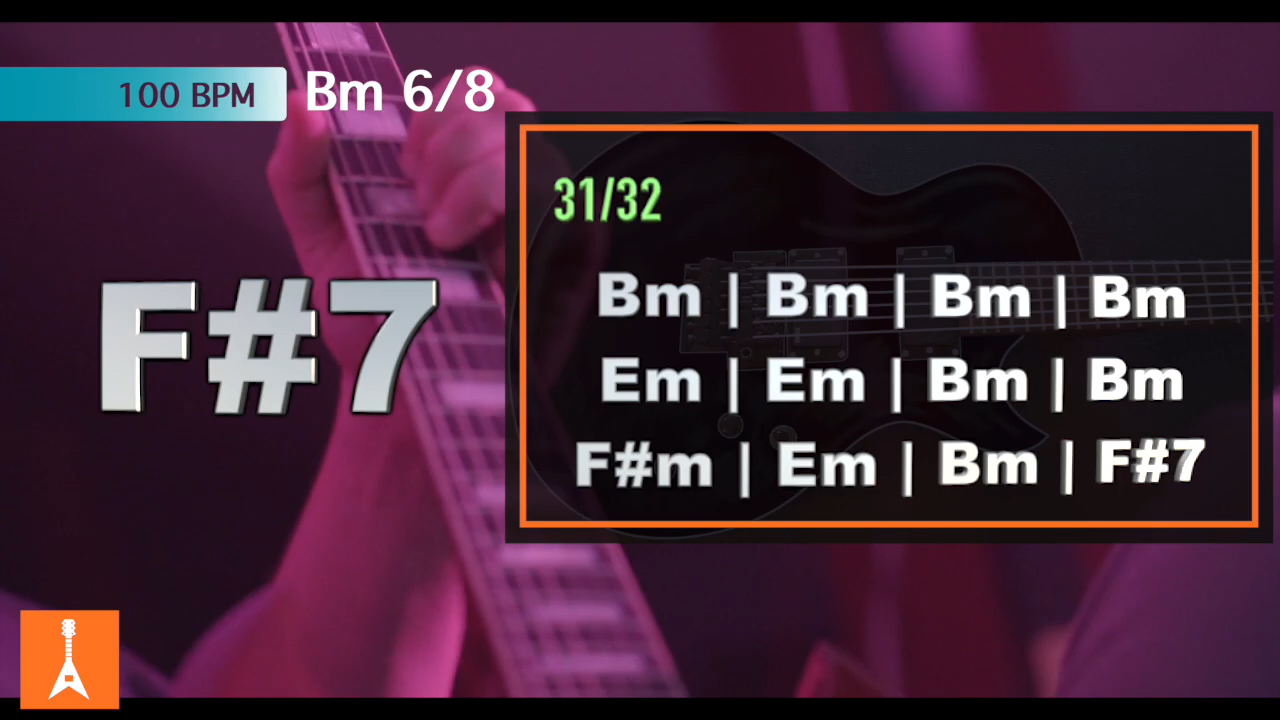 100 BPM Bm 6/8
31/32
F#7
Bm | Bm | Bm | Bm
Em | Em | Bm | Bm
F#m | Em | Bm | F#7